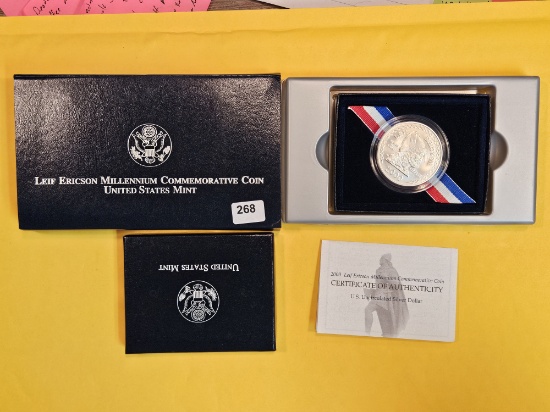 LEIF ERICSON MILLENNIUM COMMEMORATIVE COIN
UNITED STATES MINT
268
UNITED STATES MINT
2000 Leif Ericson Millennium Commemorative Coin
CERTIFICATE OF AUTHENTICITY
U.S. Uncirculated Silver Dollar